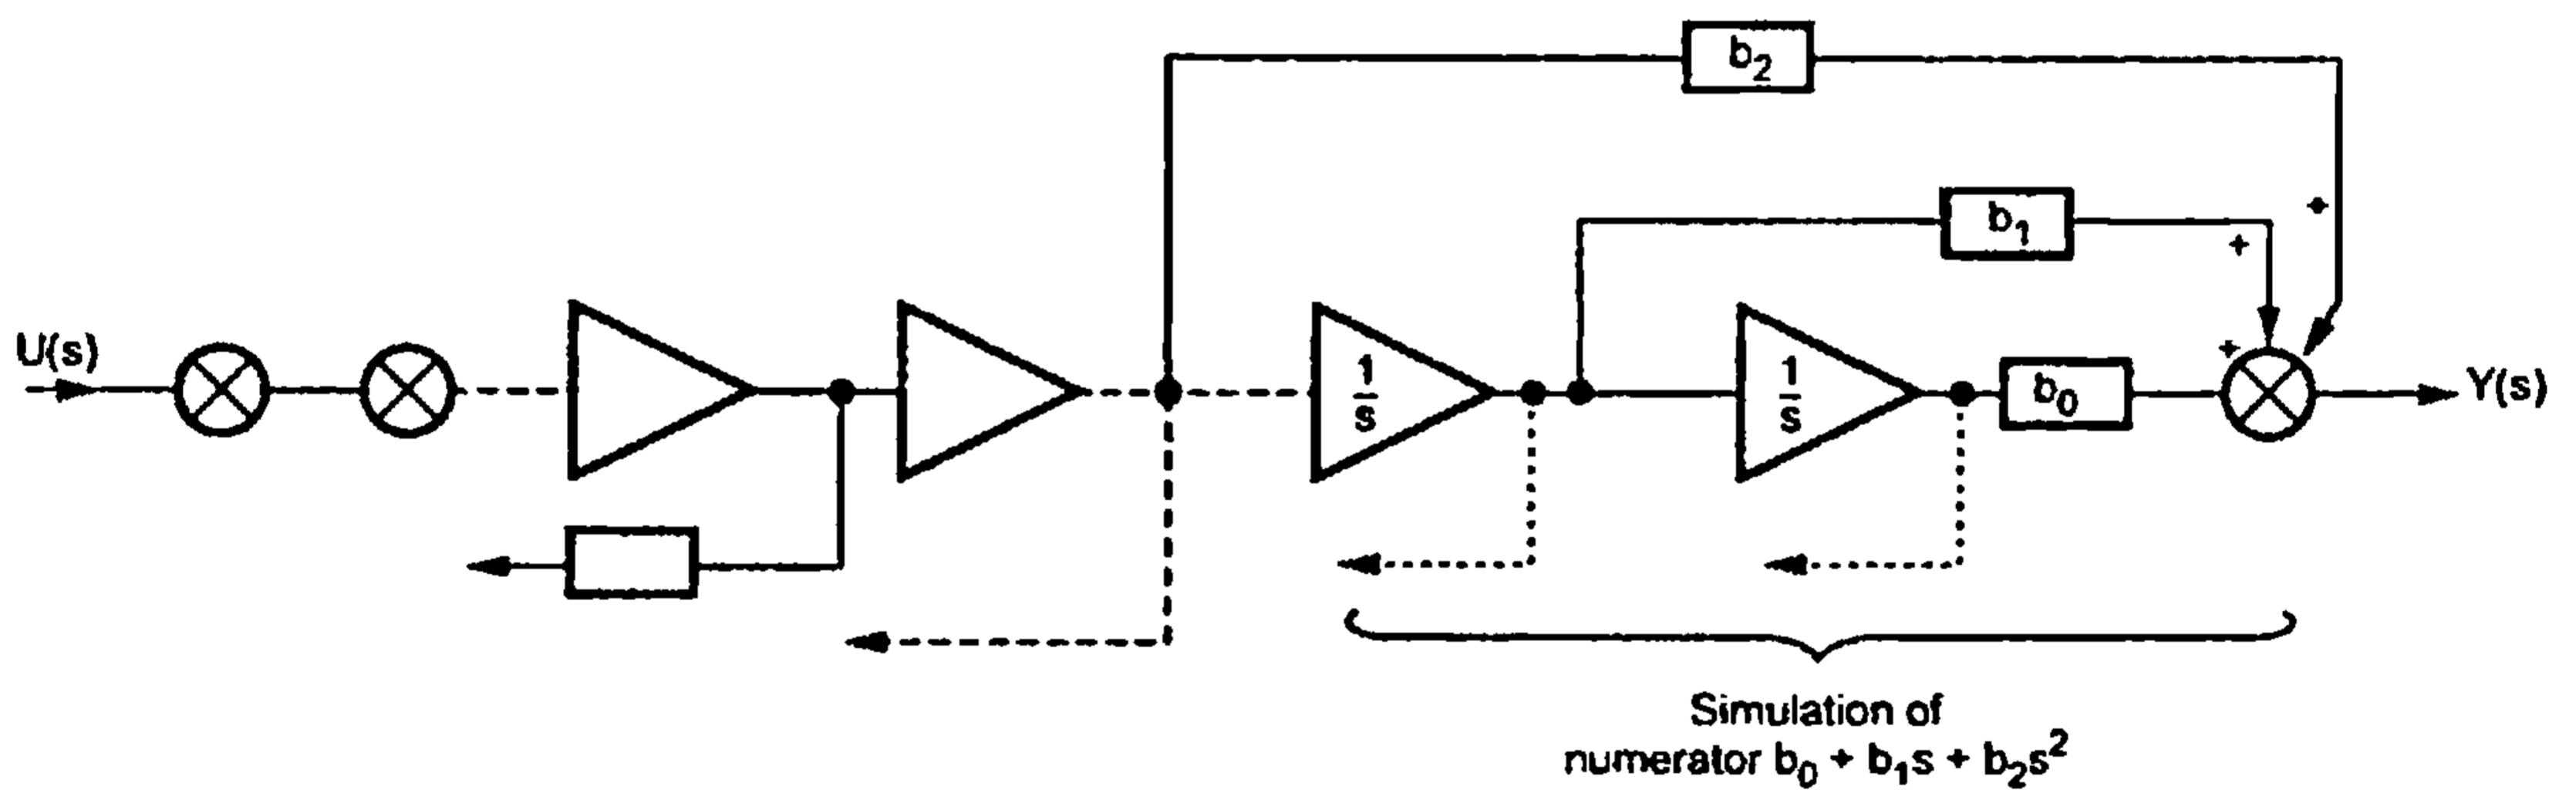 b₂
b₁
U(s)
1/s
1/s
b₀
Y(s)
+
+
+
Simulation of
numerator b₀ + b₁s + b₂s²